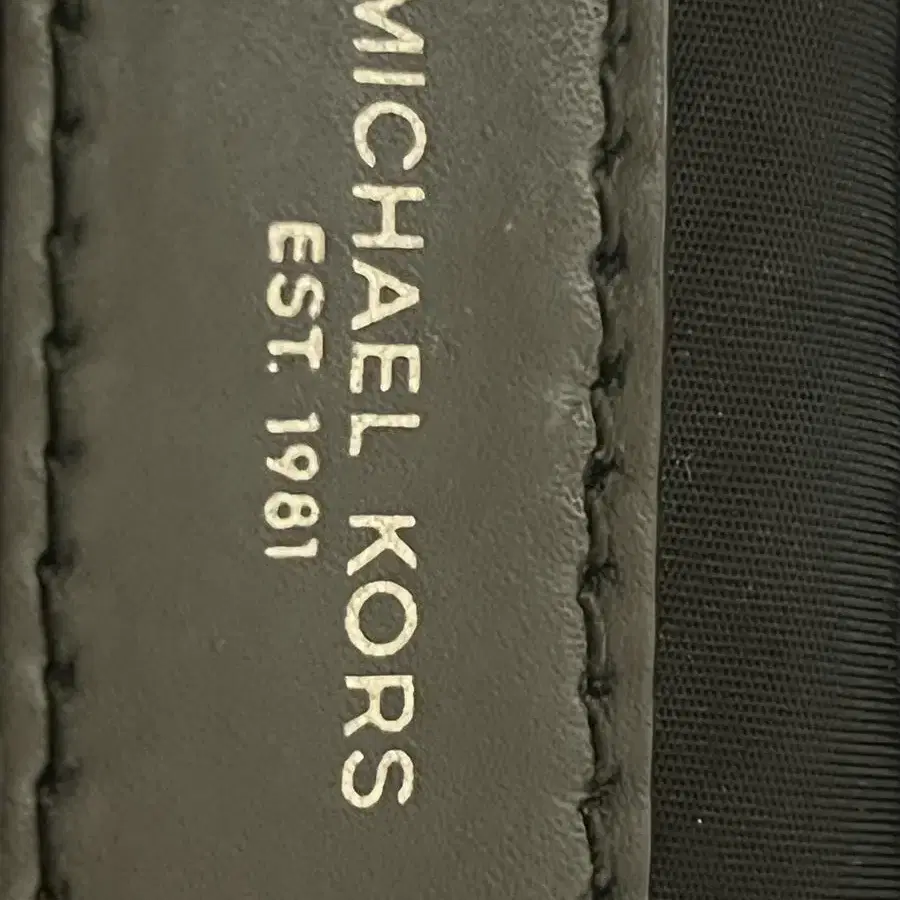 MICHAEL KORS
EST. 1981